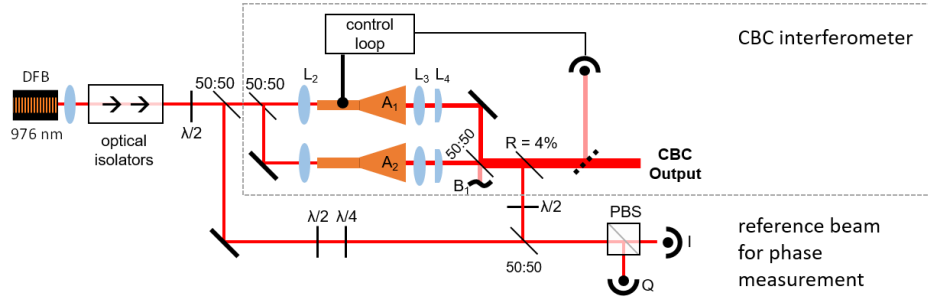 control
loop
CBC interferometer
DFB
976 nm
optical
isolators
λ/2
50:50
50:50
L2
A1
L3
L4
A2
50:50
R = 4%
B1
CBC
Output
λ/2
λ/2
λ/4
50:50
PBS
I
Q
reference beam
for phase
measurement